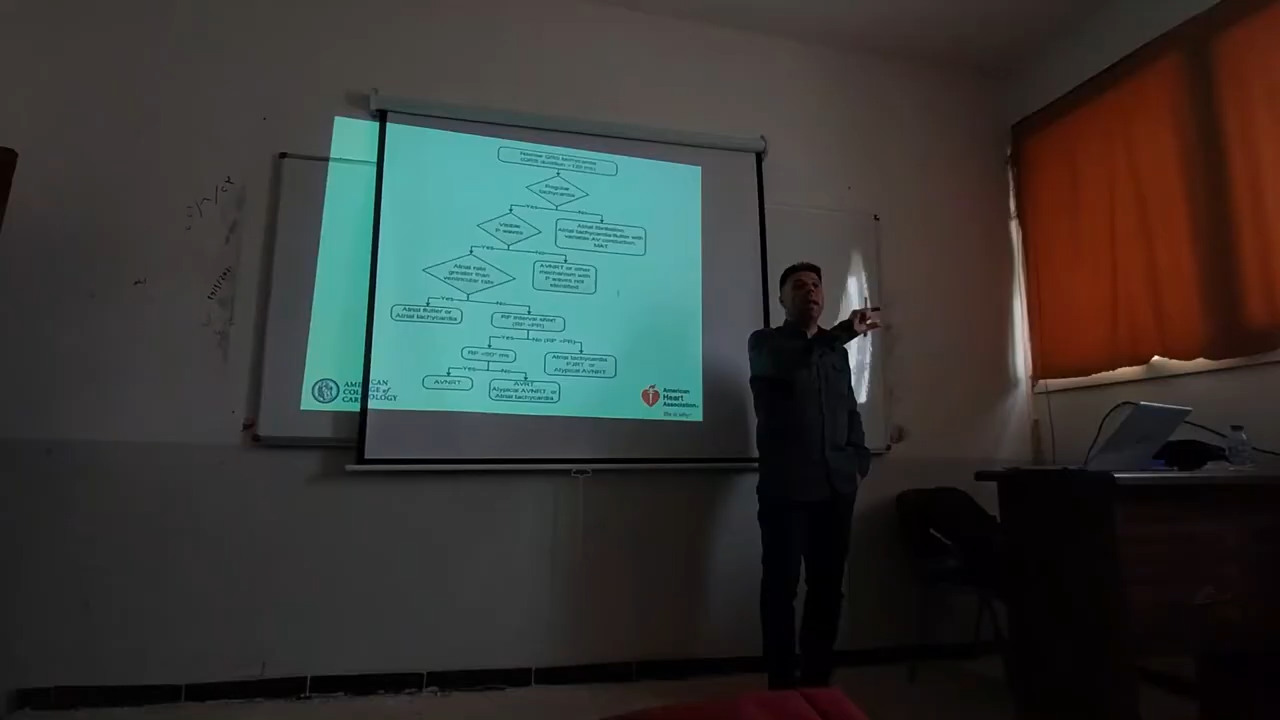 Narrow QRS tachycardia
(QRS duration <120 ms)
Regular
tachycardia
Yes
No
Visible
P waves
Atrial fibrillation,
Atrial tachycardia/flutter with
variable AV conduction,
MAT
Yes
No
Atrial rate
greater than
ventricular rate
AVNRT or other
mechanism with
P waves not
identified
Yes
No
Atrial flutter or
Atrial tachycardia
RP interval short
(RP <PR)
Yes
No (RP >PR)
RP <90* ms
Atrial tachycardia
PJRT or
Atypical AVNRT
Yes
No
AVNRT
AVRT
Atypical AVNRT or
Atrial tachycardia
AMERICAN
COLLEGE of
CARDIOLOGY
American
Heart
Association
life is why